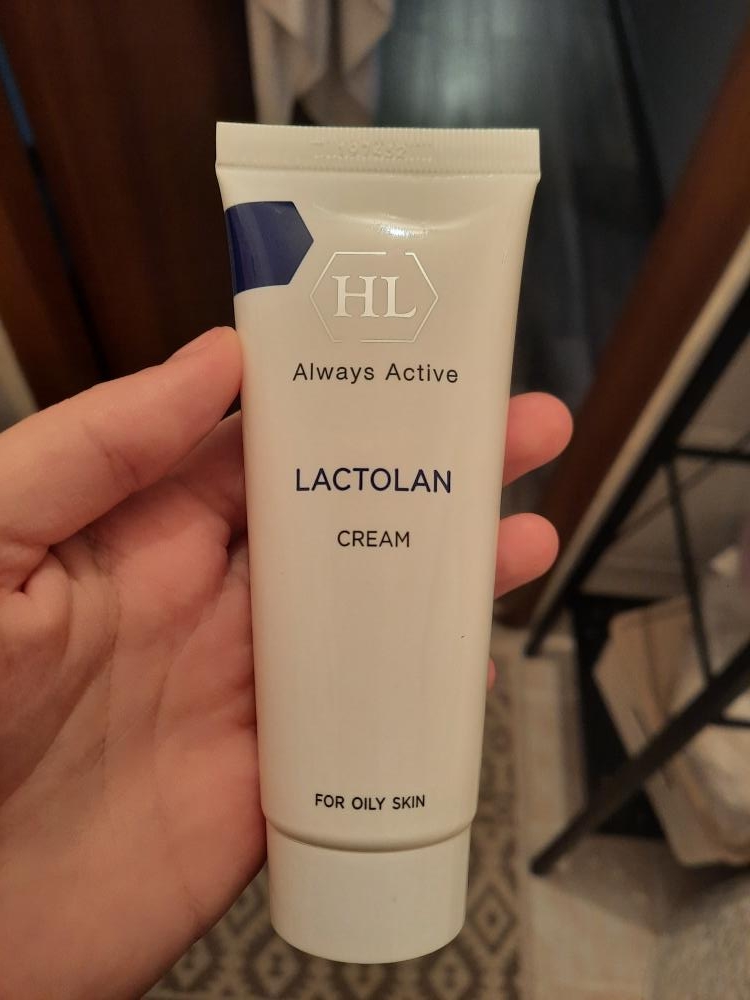 HL
Always Active
LACTOLAN
CREAM
FOR OILY SKIN